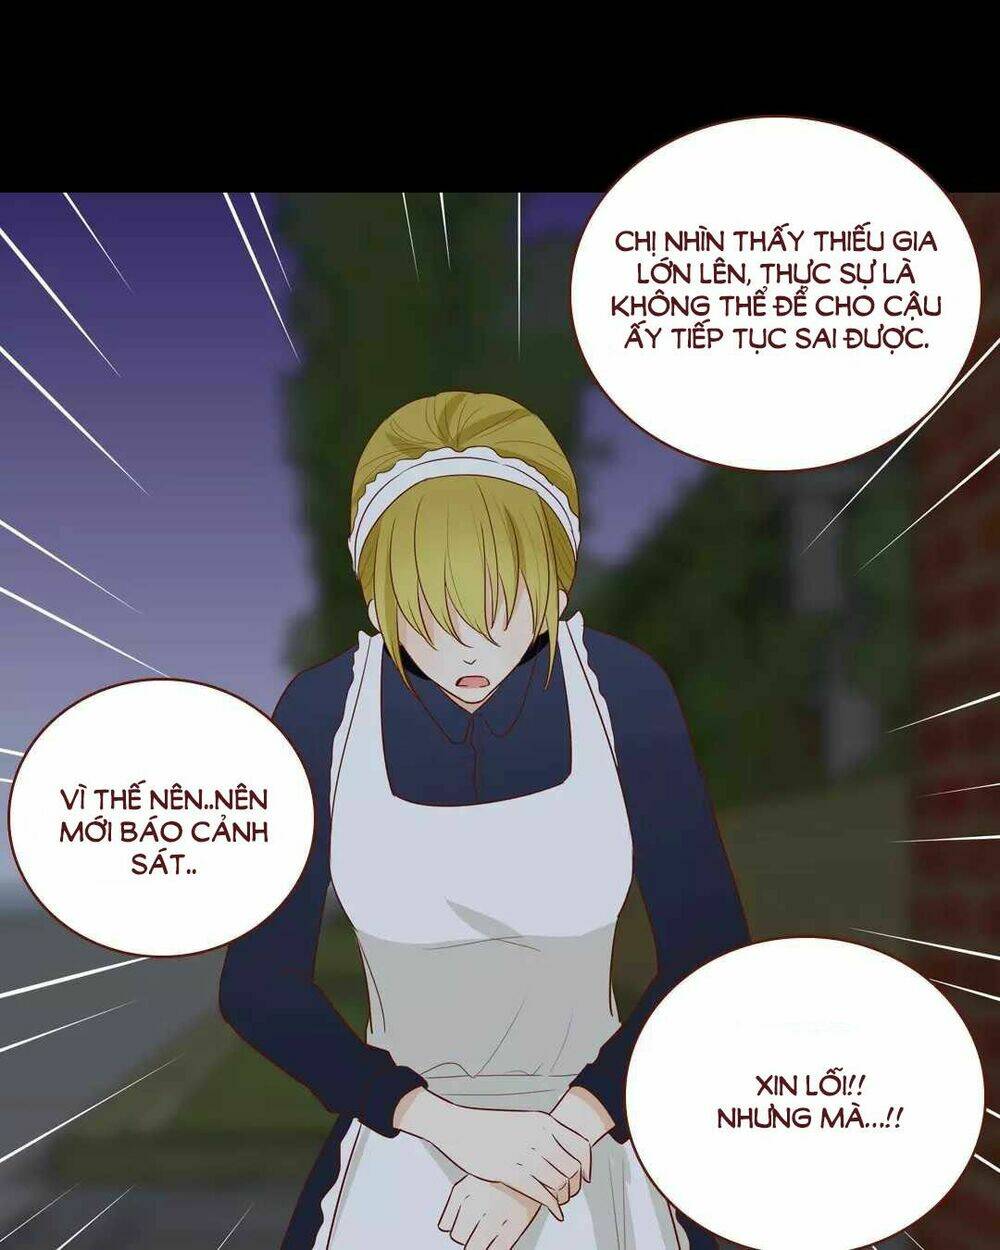 CHỊ NHÌN THẤY THIẾU GIA
LỚN LÊN, THỰC SỰ LÀ
KHÔNG THỂ ĐỂ CHO CẬU
ẤY TIẾP TỤC SAI ĐƯỢC.
VÌ THẾ NÊN..NÊN
MỚI BÁO CẢNH
SÁT..
XIN LỖI!!
NHƯNG MÀ...!!